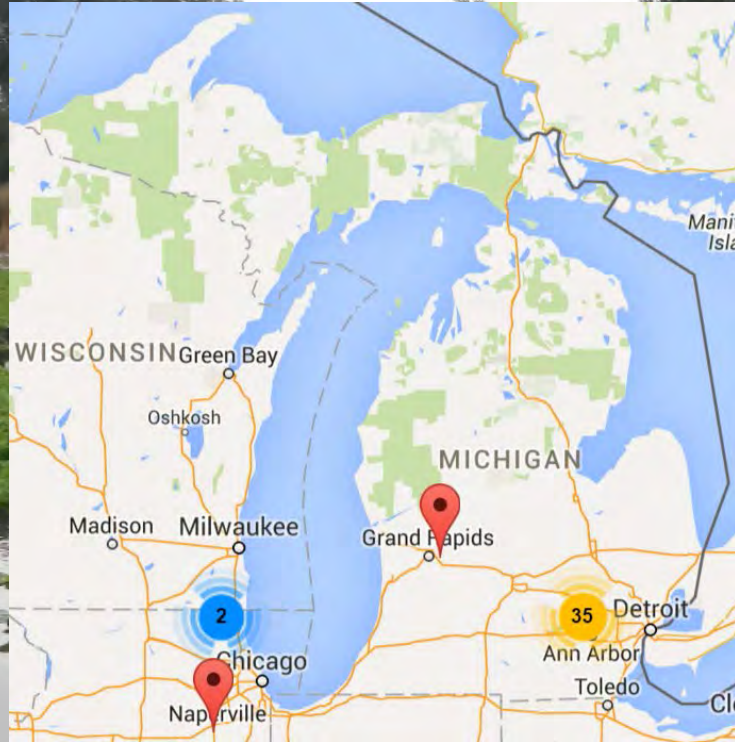 Mani
Isla
WISCONSIN
Green Bay
Oshkosh
MICHIGAN
Madison
Milwaukee
Grand Rapids
2
35
Detroit
Ann Arbor
Chicago
Toledo
Naperville
Cl